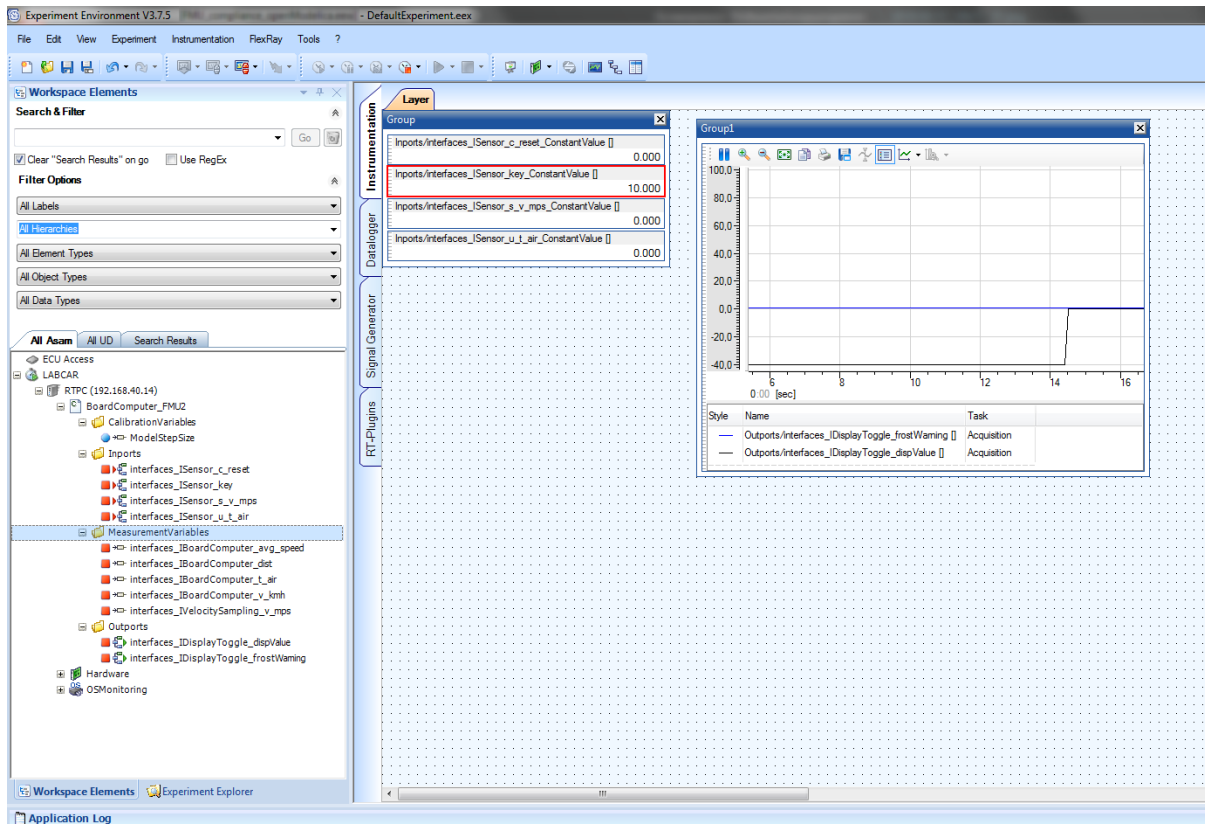 Experiment Environment V3.7.5 - DefaultExperiment.eex
File Edit View Experiment Instrumentation FlexRay Tools ?
Workspace Elements
Search & Filter
Go
Clear "Search Results" on go Use RegEx
Filter Options
All Labels
All Hierarchies
All Element Types
All Object Types
All Data Types
All Asam All UD Search Results
ECU Access
LABCAR
RTPC (192.168.40.14)
BoardComputer_FMU2
CalibrationVariables
ModelStepSize
Inports
interfaces_ISensor_c_reset
interfaces_ISensor_key
interfaces_ISensor_s_v_mps
interfaces_ISensor_u_t_air
MeasurementVariables
interfaces_IBoardComputer_avg_speed
interfaces_IBoardComputer_dist
interfaces_IBoardComputer_t_air
interfaces_IBoardComputer_v_kmh
interfaces_IVelocitySampling_v_mps
Outports
interfaces_IDisplayToggle_dispValue
interfaces_IDisplayToggle_frostWarning
Hardware
OSMonitoring
Workspace Elements Experiment Explorer
Application Log
Instrumentation
Datalogger
Signal Generator
RT-Plugins
Layer
Group
Inports/interfaces_ISensor_c_reset_ConstantValue []
0.000
Inports/interfaces_ISensor_key_ConstantValue []
10.000
Inports/interfaces_ISensor_s_v_mps_ConstantValue []
0.000
Inports/interfaces_ISensor_u_t_air_ConstantValue []
0.000
Group1
100,0
80,0
60,0
40,0
20,0
0,0
-20,0
-40,0
6 8 10 12 14 16
0:00 [sec]
Style Name Task
Outports/interfaces_IDisplayToggle_frostWarning [] Acquisition
Outports/interfaces_IDisplayToggle_dispValue [] Acquisition